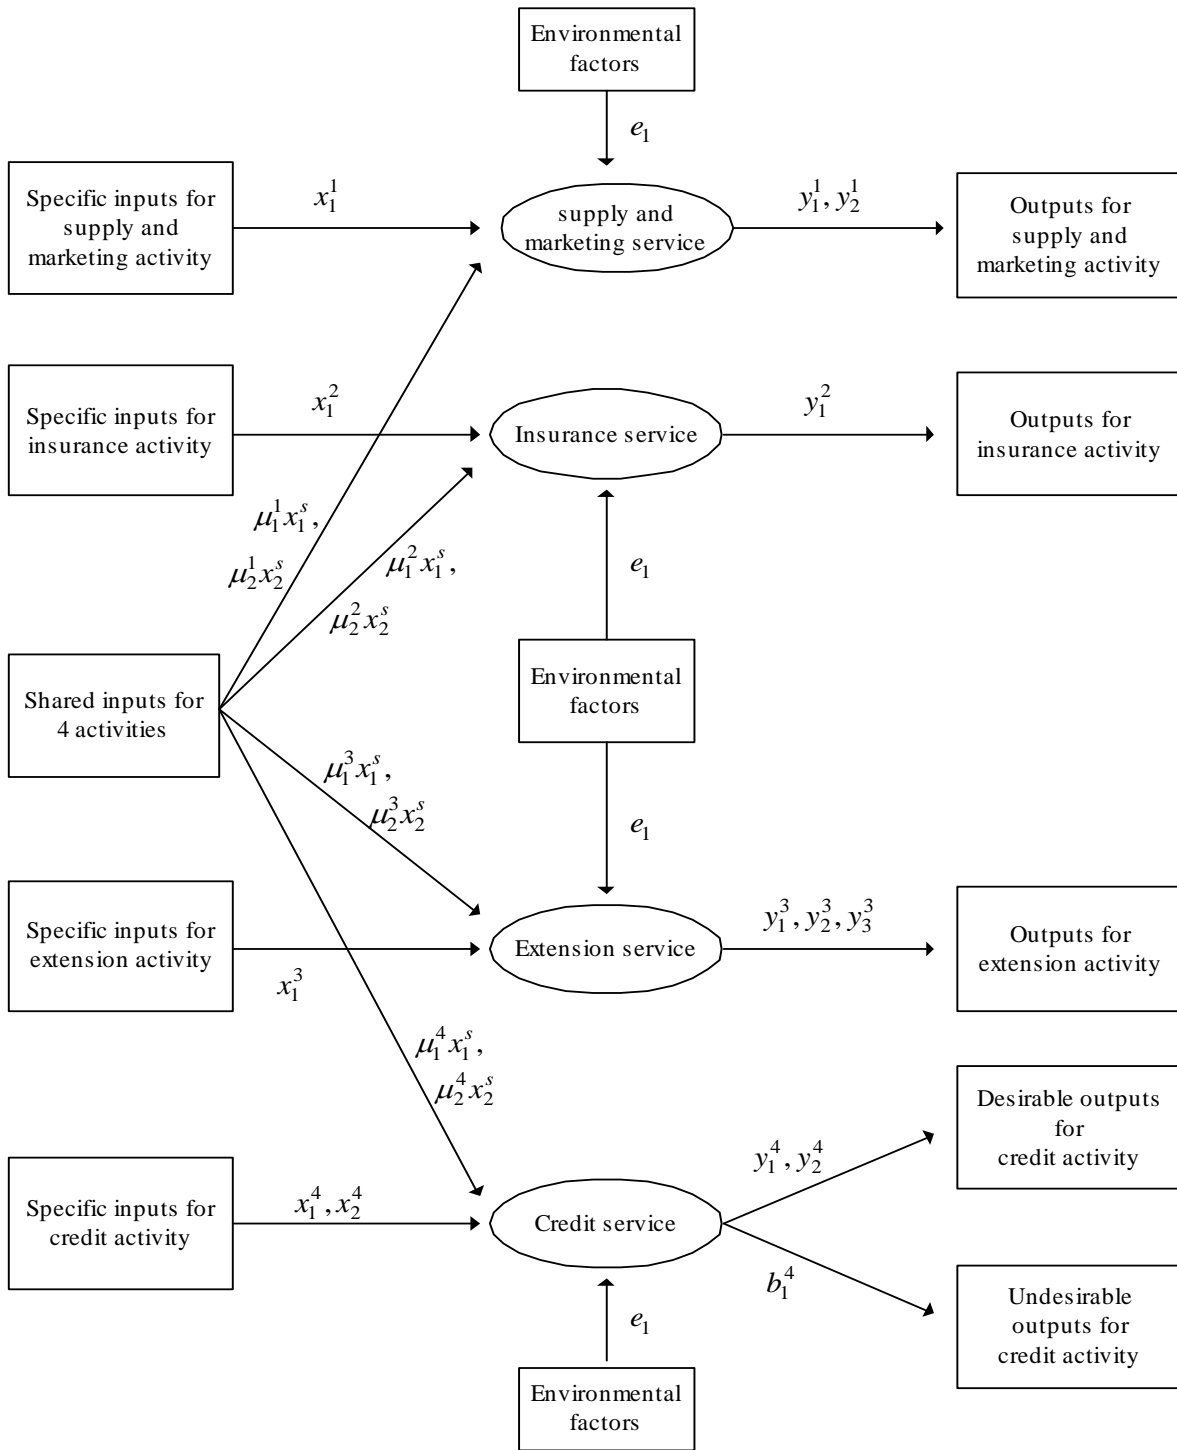 Environmental
factors
e₁
Specific inputs for
supply and
marketing activity
x₁¹
supply and
marketing service
y₁¹, y₂¹
Outputs for
supply and
marketing activity
Specific inputs for
insurance activity
x₁²
Insurance service
y₁²
Outputs for
insurance activity
μ₁¹x₁ˢ,
μ₂¹x₂ˢ
μ₁²x₁ˢ,
μ₂²x₂ˢ
e₁
Shared inputs for
4 activities
Environmental
factors
μ₁³x₁ˢ,
μ₂³x₂ˢ
e₁
Specific inputs for
extension activity
x₁³
Extension service
y₁³, y₂³, y₃³
Outputs for
extension activity
μ₁⁴x₁ˢ,
μ₂⁴x₂ˢ
Specific inputs for
credit activity
x₁⁴, x₂⁴
Credit service
y₁⁴, y₂⁴
Desirable outputs
for
credit activity
b₁⁴
Undesirable
outputs for
credit activity
e₁
Environmental
factors